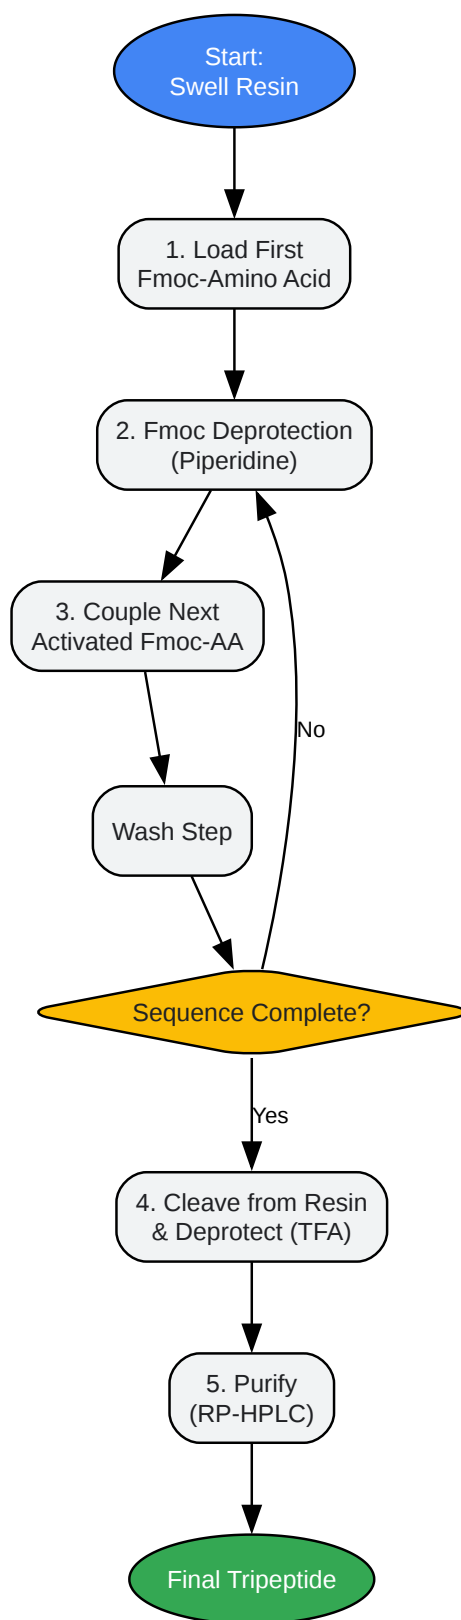 Start:
Swell Resin
1. Load First
Fmoc-Amino Acid
2. Fmoc Deprotection
(Piperidine)
3. Couple Next
Activated Fmoc-AA
No
Wash Step
Sequence Complete?
Yes
4. Cleave from Resin
& Deprotect (TFA)
5. Purify
(RP-HPLC)
Final Tripeptide